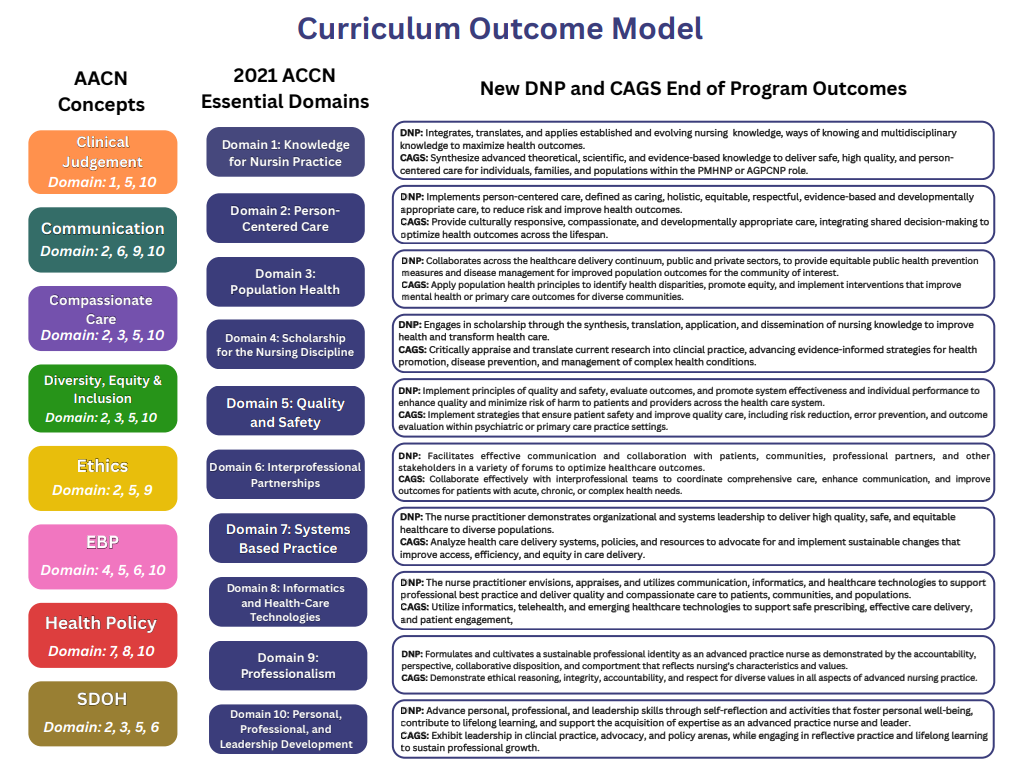 Curriculum Outcome Model
AACN
Concepts
2021 ACCN
Essential Domains
New DNP and CAGS End of Program Outcomes
Clinical
Judgement
Domain: 1, 5, 10
Communication
Domain: 2, 6, 9, 10
Compassionate
Care
Domain: 2, 3, 5, 10
Diversity, Equity &
Inclusion
Domain: 2, 3, 5, 10
Ethics
Domain: 2, 5, 9
EBP
Domain: 4, 5, 6, 10
Health Policy
Domain: 7, 8, 10
SDOH
Domain: 2, 3, 5, 6
Domain 1: Knowledge
for Nursin Practice
Domain 2: Person-
Centered Care
Domain 3:
Population Health
Domain 4: Scholarship
for the Nursing Discipline
Domain 5: Quality
and Safety
Domain 6: Interprofessional
Partnerships
Domain 7: Systems
Based Practice
Domain 8: Informatics
and Health-Care
Technologies
Domain 9:
Professionalism
Domain 10: Personal,
Professional, and
Leadership Development
DNP: Integrates, translates, and applies established and evolving nursing knowledge, ways of knowing and multidisciplinary
knowledge to maximize health outcomes.
CAGS: Synthesize advanced theoretical, scientific, and evidence-based knowledge to deliver safe, high quality, and person-
centered care for individuals, families, and populations within the PMHNP or AGPCNP role.
DNP: Implements person-centered care, defined as caring, holistic, equitable, respectful, evidence-based and developmentally
appropriate care, to reduce risk and improve health outcomes.
CAGS: Provide culturally responsive, compassionate, and developmentally appropriate care, integrating shared decision-making to
optimize health outcomes across the lifespan.
DNP: Collaborates across the healthcare delivery continuum, public and private sectors, to provide equitable public health prevention
measures and disease management for improved population outcomes for the community of interest.
CAGS: Apply population health principles to identify health disparities, promote equity, and implement interventions that improve
mental health or primary care outcomes for diverse communities.
DNP: Engages in scholarship through the synthesis, translation, application, and dissemination of nursing knowledge to improve
health and transform health care.
CAGS: Critically appraise and translate current research into clincial practice, advancing evidence-informed strategies for health
promotion, disease prevention, and management of complex health conditions.
DNP: Implement principles of quality and safety, evaluate outcomes, and promote system effectiveness and individual performance to
enhance quality and minimize risk of harm to patients and providers across the health care system.
CAGS: Implement strategies that ensure patient safety and improve quality care, including risk reduction, error prevention, and outcome
evaluation within psychiatric or primary care practice settings.
DNP: Facilitates effective communication and collaboration with patients, communities, professional partners, and other
stakeholders in a variety of forums to optimize healthcare outcomes.
CAGS: Collaborate effectively with interprofessional teams to coordinate comprehensive care, enhance communication, and improve
outcomes for patients with acute, chronic, or complex health needs.
DNP: The nurse practitioner demonstrates organizational and systems leadership to deliver high quality, safe, and equitable
healthcare to diverse populations.
CAGS: Analyze health care delivery systems, policies, and resources to advocate for and implement sustainable changes that
improve access, efficiency, and equity in care delivery.
DNP: The nurse practitioner envisions, appraises, and utilizes communication, informatics, and healthcare technologies to support
professional best practice and deliver quality and compassionate care to patients, communities, and populations.
CAGS: Utilize informatics, telehealth, and emerging healthcare technologies to support safe prescribing, effective care delivery,
and patient engagement,
DNP: Formulates and cultivates a sustainable professional identity as an advanced practice nurse as demonstrated by the accountability,
perspective, collaborative disposition, and comportment that reflects nursing's characteristics and values.
CAGS: Demonstrate ethical reasoning, integrity, accountability, and respect for diverse values in all aspects of advanced nursing practice.
DNP: Advance personal, professional, and leadership skills through self-reflection and activities that foster personal well-being,
contribute to lifelong learning, and support the acquisition of expertise as an advanced practice nurse and leader.
CAGS: Exhibit leadership in clincial practice, advocacy, and policy arenas, while engaging in reflective practice and lifelong learning
to sustain professional growth.